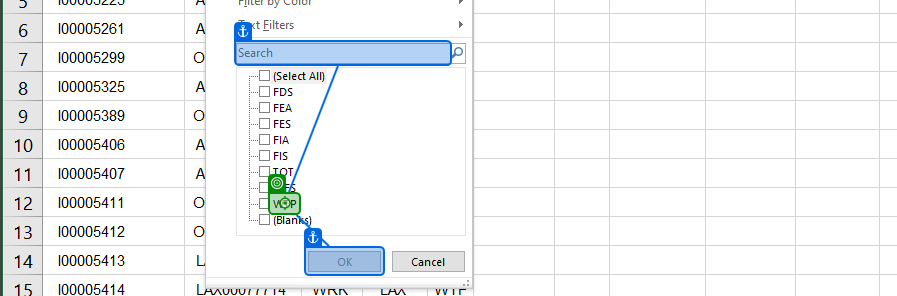 5 I00005225 A Filter by Color
6 I00005261 A Text Filters
7 I00005299 O Search
8 I00005325 A (Select All)
FDS
9 I00005389 O FEA
FES
10 I00005406 A FIA
FIS
11 I00005407 A TOT
12 I00005411 O
(Blanks)
13 I00005412 O
14 I00005413 LA OK Cancel
15 I00005414 LAX00077714 WRK LAX WTF